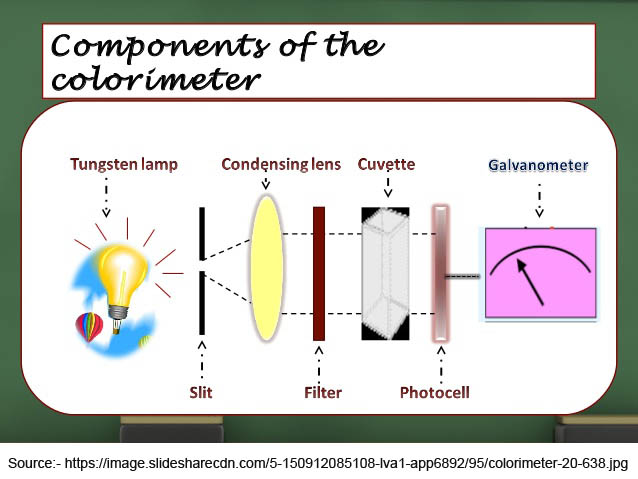 Components of the
colorimeter
Tungsten lamp
Condensing lens
Cuvette
Galvanometer
Slit
Filter
Photocell
Source:- https://image.slidesharecdn.com/5-150912085108-lva1-app6892/95/colorimeter-20-638.jpg